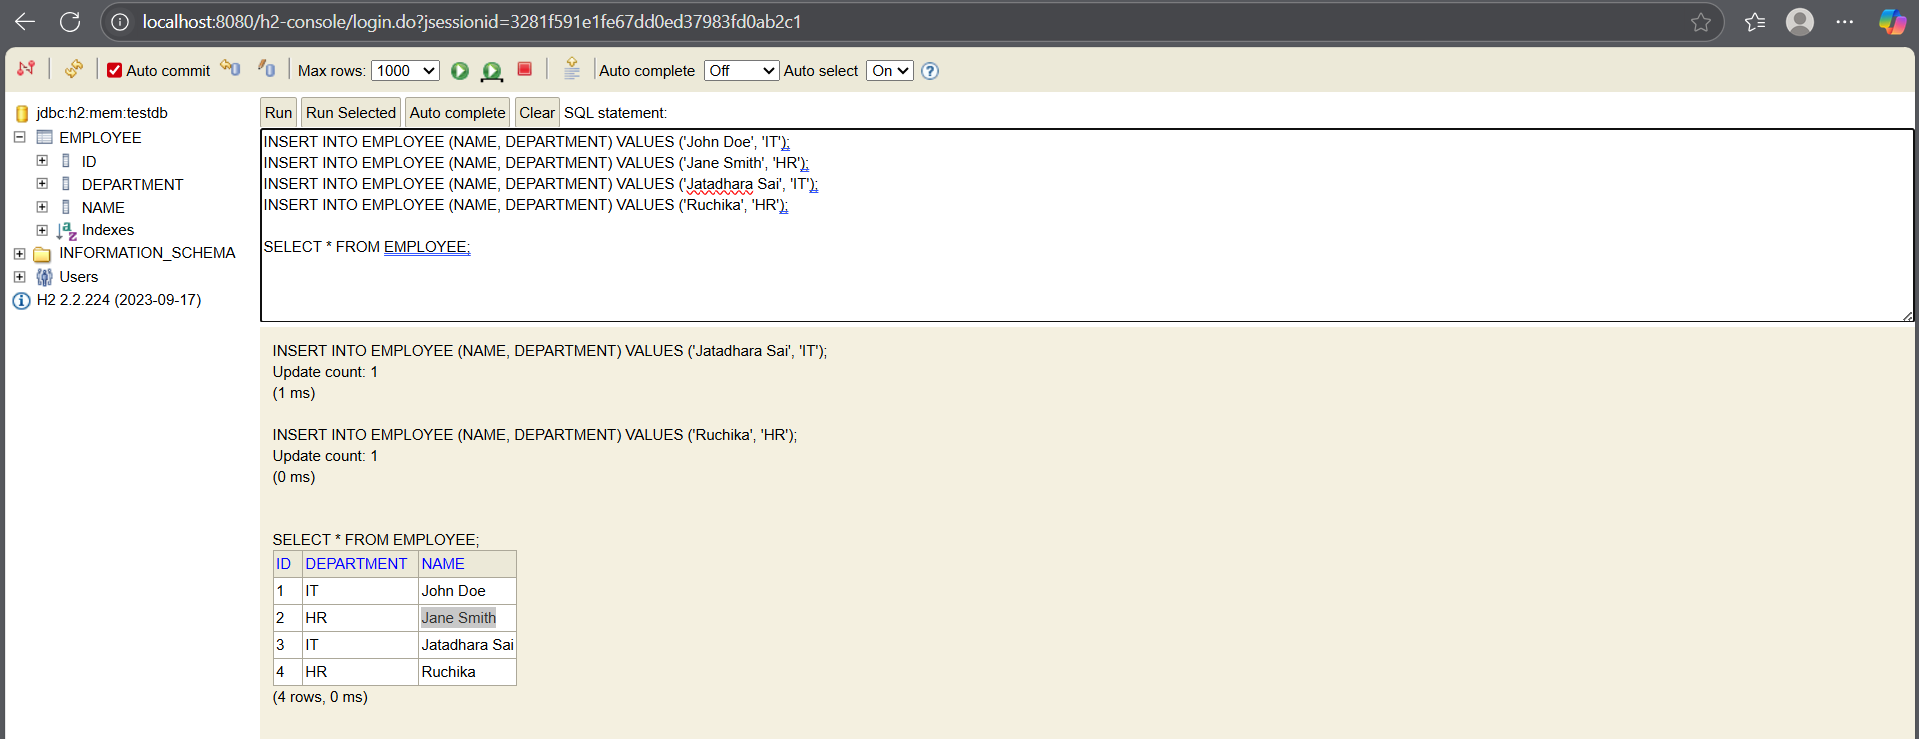 localhost:8080/h2-console/login.do?jsessionid=3281f591e1fe67dd0ed37983fd0ab2c1
Auto commit Max rows: 1000 Auto complete Off Auto select On
jdbc:h2:mem:testdb
EMPLOYEE
ID
DEPARTMENT
NAME
Indexes
INFORMATION_SCHEMA
Users
H2 2.2.224 (2023-09-17)
Run Run Selected Auto complete Clear SQL statement:
INSERT INTO EMPLOYEE (NAME, DEPARTMENT) VALUES ('John Doe', 'IT');
INSERT INTO EMPLOYEE (NAME, DEPARTMENT) VALUES ('Jane Smith', 'HR');
INSERT INTO EMPLOYEE (NAME, DEPARTMENT) VALUES ('Jatadhara Sai', 'IT');
INSERT INTO EMPLOYEE (NAME, DEPARTMENT) VALUES ('Ruchika', 'HR');
SELECT * FROM EMPLOYEE;
INSERT INTO EMPLOYEE (NAME, DEPARTMENT) VALUES ('Jatadhara Sai', 'IT');
Update count: 1
(1 ms)
INSERT INTO EMPLOYEE (NAME, DEPARTMENT) VALUES ('Ruchika', 'HR');
Update count: 1
(0 ms)
SELECT * FROM EMPLOYEE;
ID DEPARTMENT NAME
1 IT John Doe
2 HR Jane Smith
3 IT Jatadhara Sai
4 HR Ruchika
(4 rows, 0 ms)